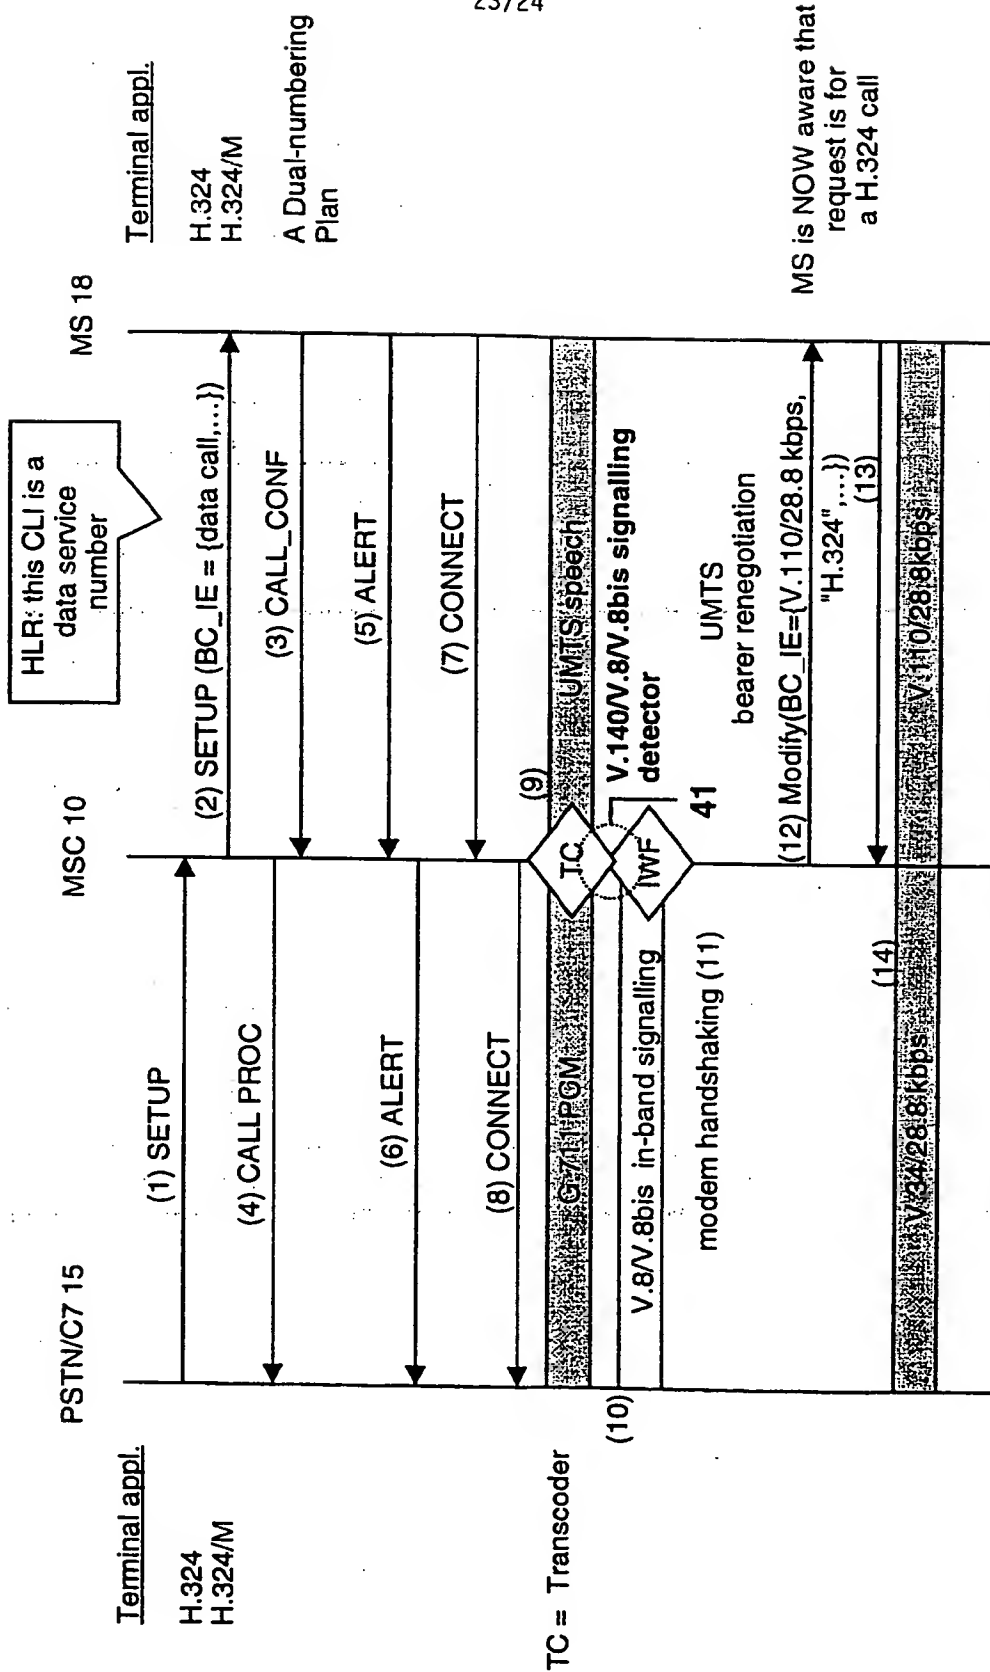 23/24
PSTN/C7 15
MSC 10
MS 18
HLR: this CLI is a
data service
number
Terminal appl.
H.324
H.324/M
Terminal appl.
H.324
H.324/M
A Dual-numbering
Plan
(1) SETUP
(2) SETUP (BC_IE = {data call,...})
(3) CALL_CONF
(4) CALL PROC
(5) ALERT
(6) ALERT
(7) CONNECT
(8) CONNECT
(9)
G.711 PCM
TC
UMTS speech
TC = Transcoder
(10)
V.8/V.8bis in-band signalling
IWF
V.140/V.8/V.8bis signalling
detector
41
modem handshaking (11)
UMTS
bearer renegotiation
(12) Modify(BC_IE={V.110/28.8 kbps,
"H.324",...})
(13)
MS is NOW aware that
request is for
a H.324 call
(14)
V.34/28.8 kbps
V.110/28.8kbps